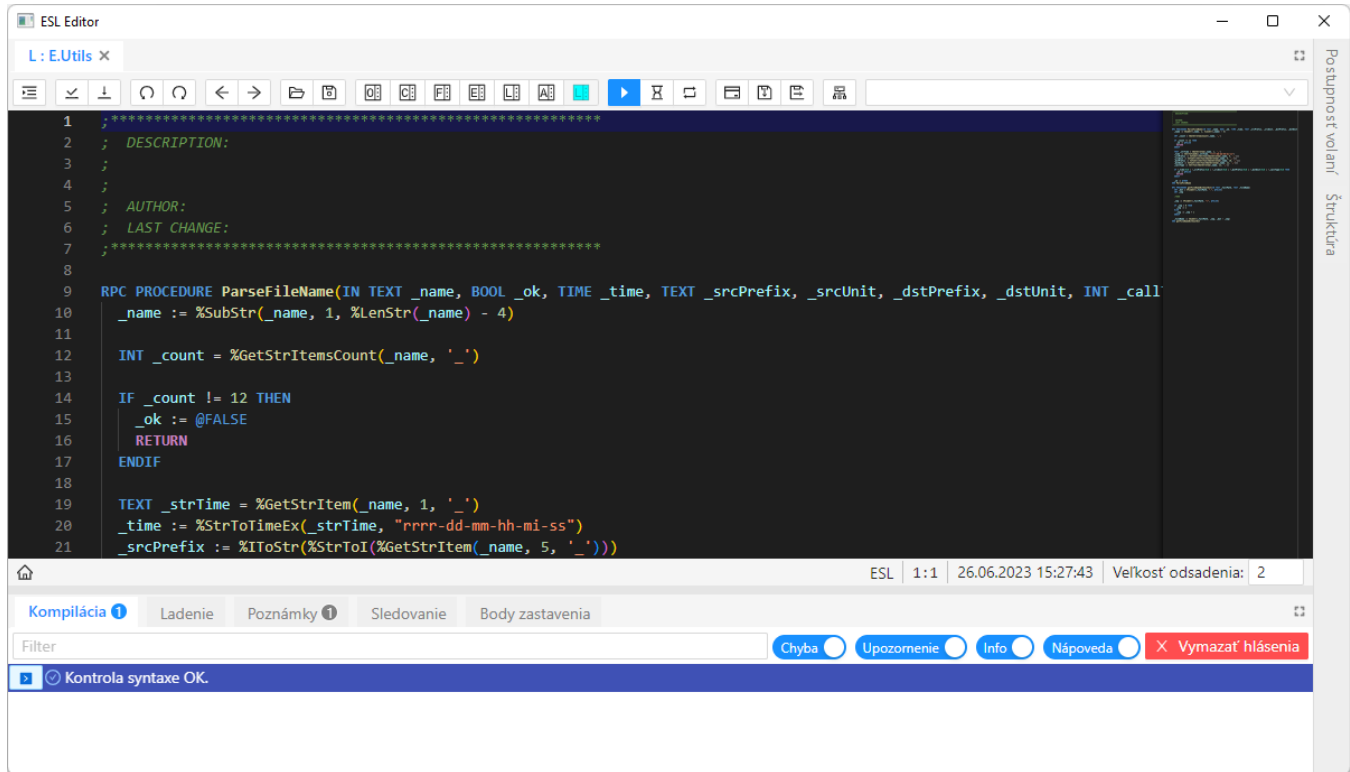 ESL Editor
L : E.Utils
O C F E L A L
1 ;*********************************************************
2 ;  DESCRIPTION:
3 ;
4 ;
5 ;  AUTHOR:
6 ;  LAST CHANGE:
7 ;*********************************************************
8
9 RPC PROCEDURE ParseFileName(IN TEXT _name, BOOL _ok, TIME _time, TEXT _srcPrefix, _srcUnit, _dstPrefix, _dstUnit, INT _call
10   _name := %SubStr(_name, 1, %LenStr(_name) - 4)
11
12   INT _count = %GetStrItemsCount(_name, '_')
13
14   IF _count != 12 THEN
15     _ok := @FALSE
16     RETURN
17   ENDIF
18
19   TEXT _strTime = %GetStrItem(_name, 1, '_')
20   _time := %StrToTimeEx(_strTime, "rrrr-dd-mm-hh-mi-ss")
21   _srcPrefix := %IToStr(%StrToI(%GetStrItem(_name, 5, '_')))
ESL 1:1 26.06.2023 15:27:43 Veľkosť odsadenia: 2
Kompilácia 1 Ladenie Poznámky 1 Sledovanie Body zastavenia
Filter Chyba Upozornenie Info Nápoveda Vymazať hlásenia
Kontrola syntaxe OK.
Postupnosť volaní
Štruktúra